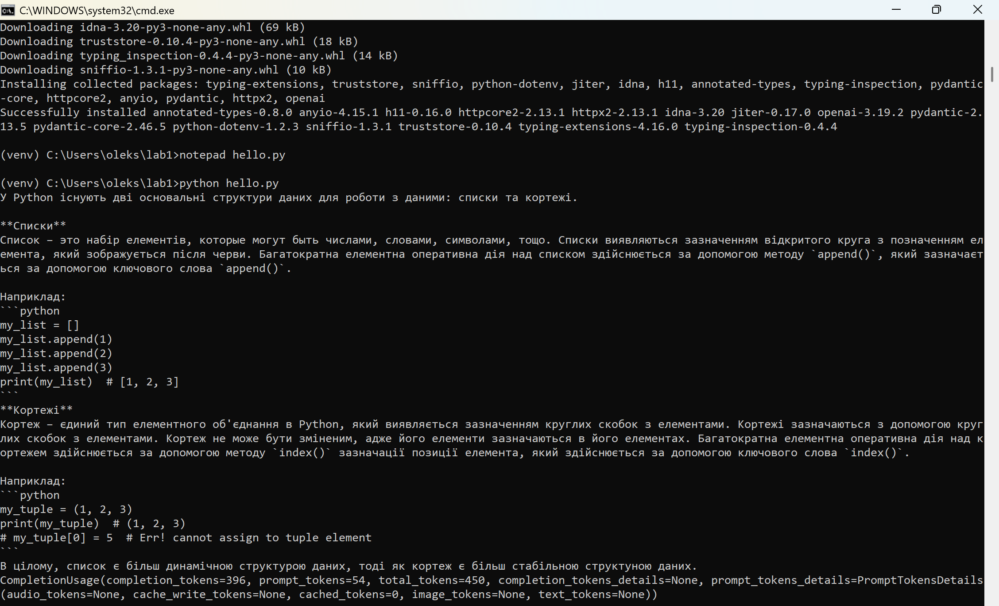 C:\WINDOWS\system32\cmd.exe
Downloading idna-3.20-py3-none-any.whl (69 kB)
Downloading truststore-0.10.4-py3-none-any.whl (18 kB)
Downloading typing_inspection-0.4.4-py3-none-any.whl (14 kB)
Downloading sniffio-1.3.1-py3-none-any.whl (10 kB)
Installing collected packages: typing-extensions, truststore, sniffio, python-dotenv, jiter, idna, h11, annotated-types, typing-inspection, pydantic
-core, httpcore2, anyio, pydantic, httpx2, openai
Successfully installed annotated-types-0.8.0 anyio-4.15.1 h11-0.16.0 httpcore2-2.13.1 httpx2-2.13.1 idna-3.20 jiter-0.17.0 openai-3.19.2 pydantic-2.
13.5 pydantic-core-2.46.5 python-dotenv-1.2.3 sniffio-1.3.1 truststore-0.10.4 typing-extensions-4.16.0 typing-inspection-0.4.4
(venv) C:\Users\oleks\lab1>notepad hello.py
(venv) C:\Users\oleks\lab1>python hello.py
У Python існують дві основальні структури даних для роботи з даними: списки та кортежі.
**Списки**
Список – это набір елементів, которые могут быть числами, словами, символами, тощо. Списки виявляються зазначенням відкритого круга з позначенням ел
емента, який зображується після черви. Багатократна елементна оперативна дія над списком здійснюється за допомогою методу `append()`, який зазначаєт
ься за допомогою ключового слова `append()`.
Наприклад:
```python
my_list = []
my_list.append(1)
my_list.append(2)
my_list.append(3)
print(my_list)  # [1, 2, 3]
```
**Кортежі**
Кортеж – єдиний тип елементного об'єднання в Python, який виявляється зазначенням круглих скобок з елементами. Кортежі зазначаються з допомогою круг
лих скобок з елементами. Кортеж не може бути зміненим, адже його елементи зазначаються в його елементах. Багатократна елементна оперативна дія над к
ортежем здійснюється за допомогою методу `index()` зазначації позиції елемента, який здійснюється за допомогою ключового слова `index()`.
Наприклад:
```python
my_tuple = (1, 2, 3)
print(my_tuple)  # (1, 2, 3)
# my_tuple[0] = 5  # Err! cannot assign to tuple element
```
В цілому, список є більш динамічною структурою даних, тоді як кортеж є більш стабільною структуною даних.
CompletionUsage(completion_tokens=396, prompt_tokens=54, total_tokens=450, completion_tokens_details=None, prompt_tokens_details=PromptTokensDetails
(audio_tokens=None, cache_write_tokens=None, cached_tokens=0, image_tokens=None, text_tokens=None))